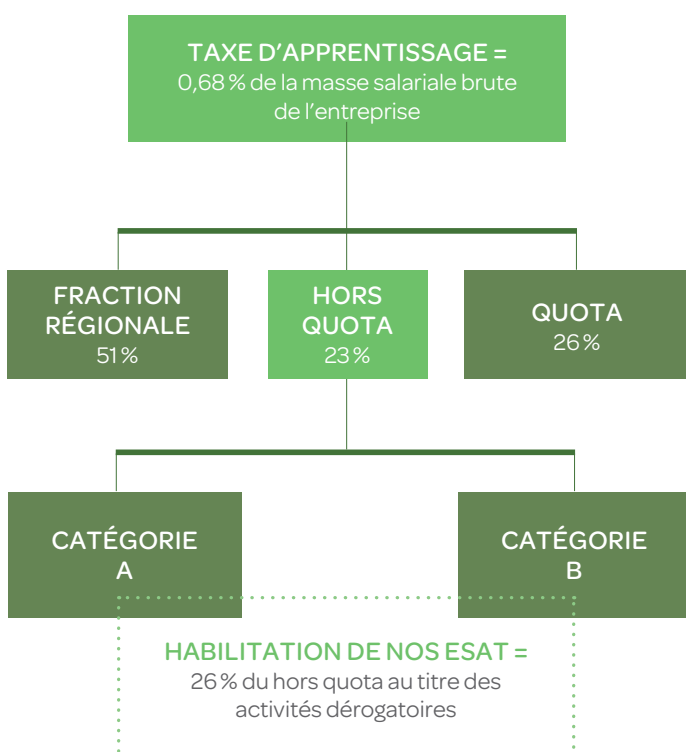 TAXE D'APPRENTISSAGE =
0,68 % de la masse salariale brute
de l'entreprise
FRACTION
RÉGIONALE
51 %
HORS
QUOTA
23 %
QUOTA
26 %
CATÉGORIE
A
CATÉGORIE
B
HABILITATION DE NOS ESAT =
26 % du hors quota au titre des
activités dérogatoires